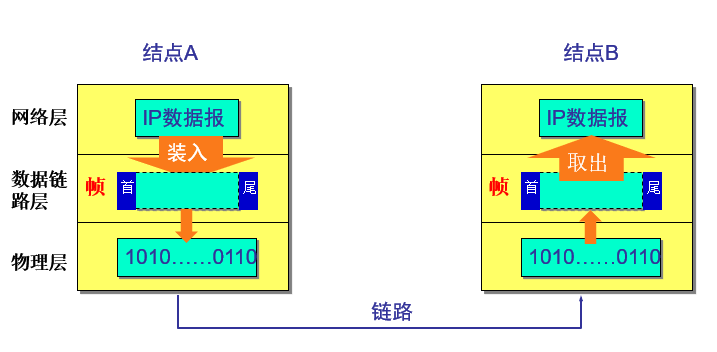 结点A
结点B
网络层
IP数据报
IP数据报
装入
取出
数据链
路层
帧
首
尾
帧
首
尾
物理层
1010……0110
1010……0110
链路